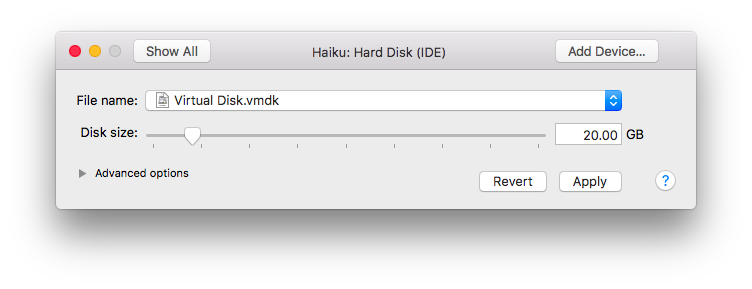 Show All Haiku: Hard Disk (IDE) Add Device...
File name: Virtual Disk.vmdk
Disk size: 20.00 GB
Advanced options Revert Apply ?